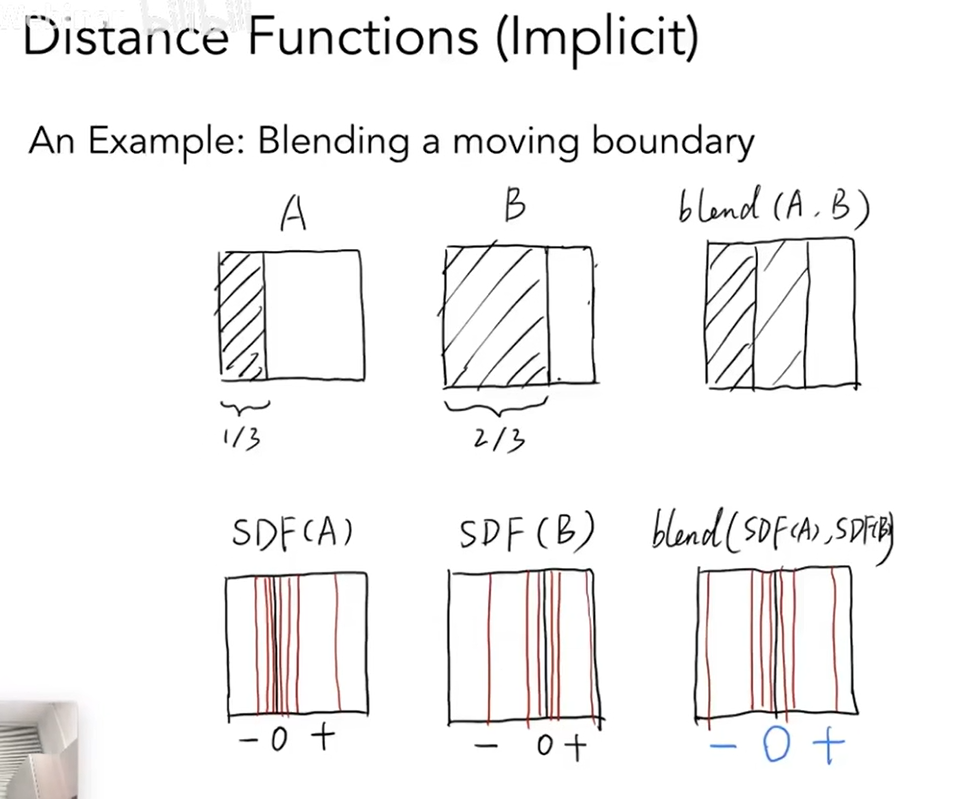 Distance Functions (Implicit)
An Example: Blending a moving boundary
A B blend (A, B)
1/3 2/3
SDF(A) SDF(B) blend(SDF(A), SDF(B)
- 0 + - 0 + - 0 +